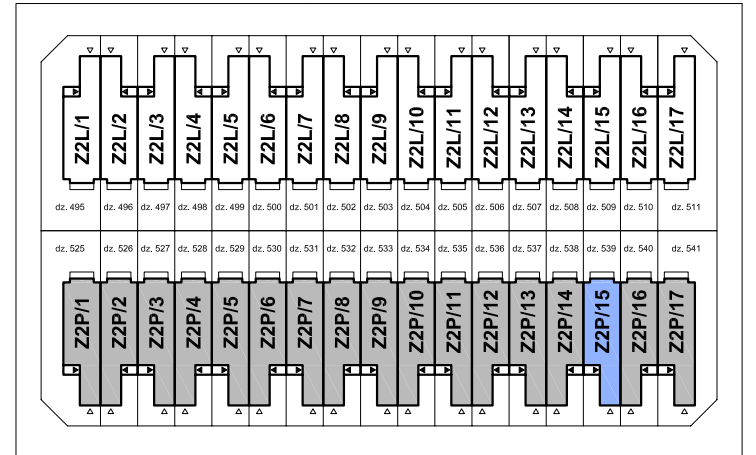 Z2L/1 Z2L/2 Z2L/3 Z2L/4 Z2L/5 Z2L/6 Z2L/7 Z2L/8 Z2L/9 Z2L/10 Z2L/11 Z2L/12 Z2L/13 Z2L/14 Z2L/15 Z2L/16 Z2L/17
dz. 495 dz. 496 dz. 497 dz. 498 dz. 499 dz. 500 dz. 501 dz. 502 dz. 503 dz. 504 dz. 505 dz. 506 dz. 507 dz. 508 dz. 509 dz. 510 dz. 511
dz. 525 dz. 526 dz. 527 dz. 528 dz. 529 dz. 530 dz. 531 dz. 532 dz. 533 dz. 534 dz. 535 dz. 536 dz. 537 dz. 538 dz. 539 dz. 540 dz. 541
Z2P/1 Z2P/2 Z2P/3 Z2P/4 Z2P/5 Z2P/6 Z2P/7 Z2P/8 Z2P/9 Z2P/10 Z2P/11 Z2P/12 Z2P/13 Z2P/14 Z2P/15 Z2P/16 Z2P/17